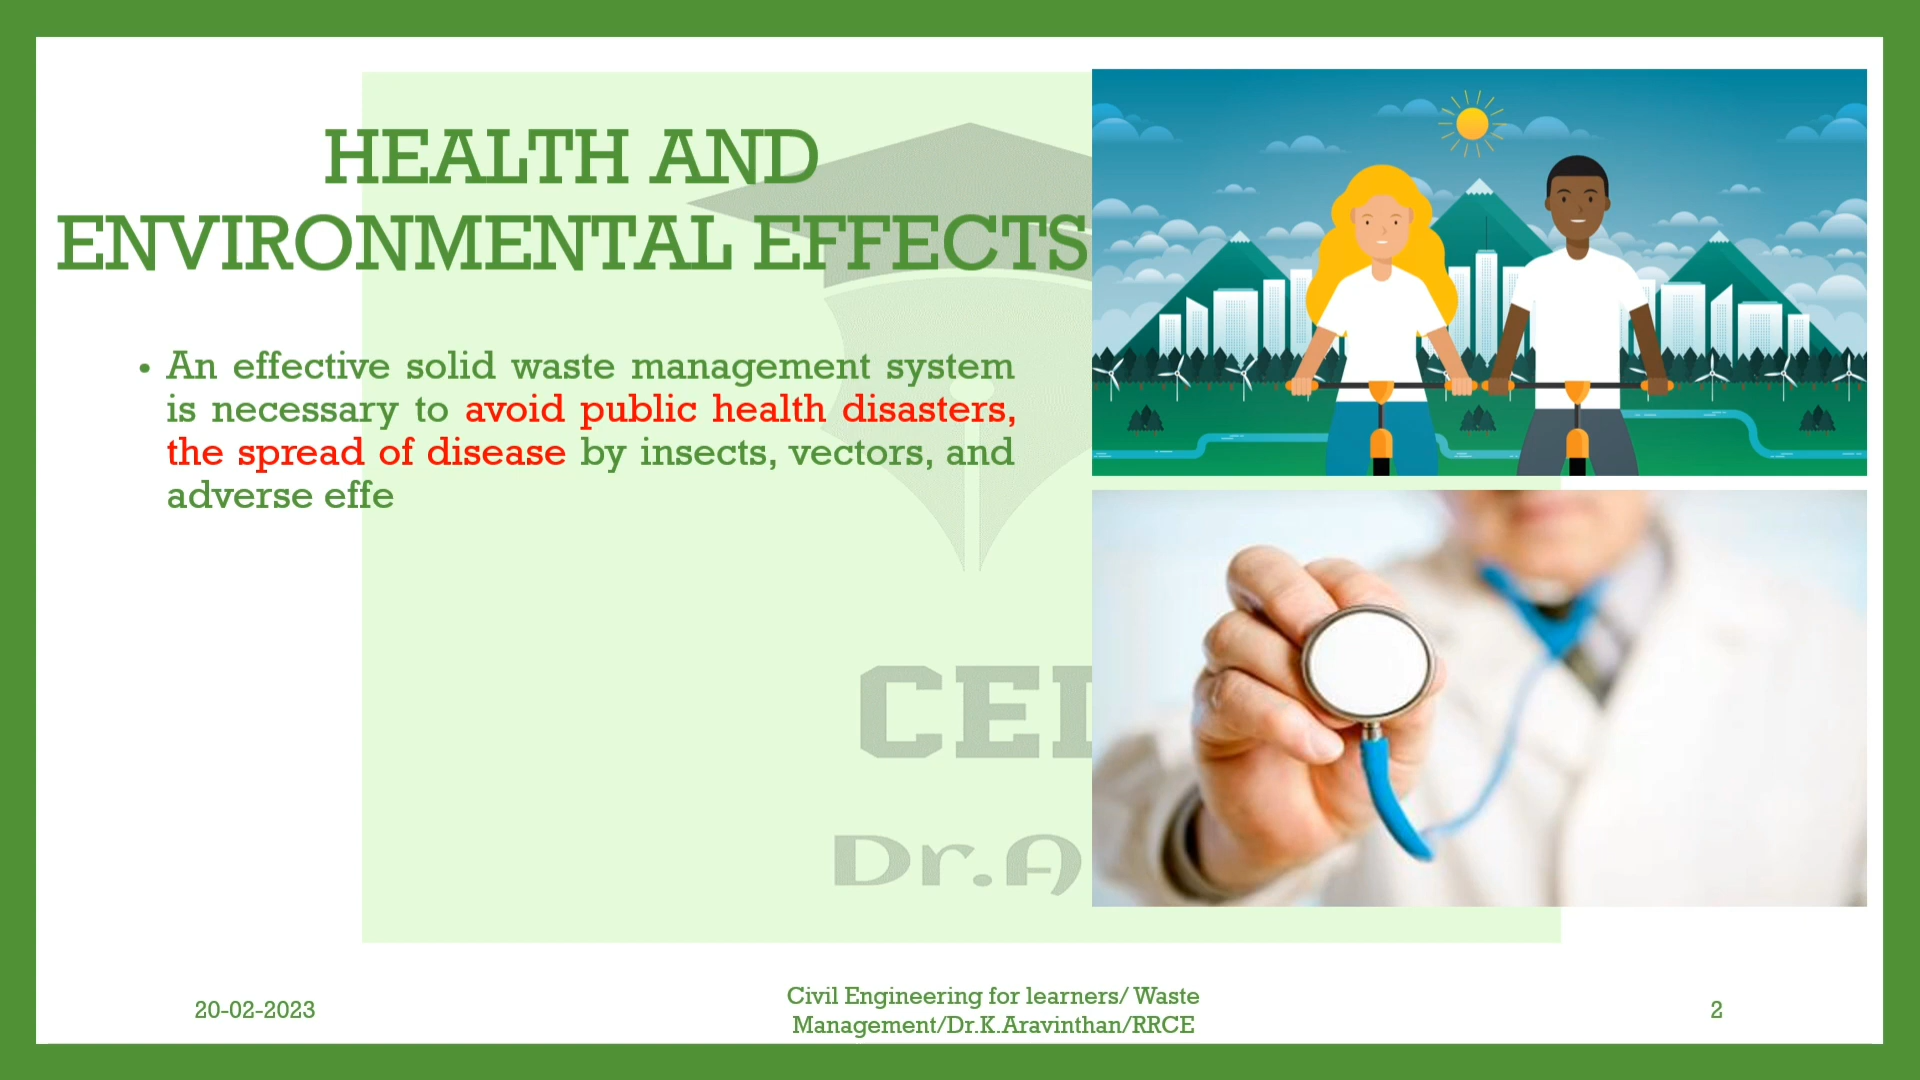 HEALTH AND
ENVIRONMENTAL EFFECTS
• An effective solid waste management system
is necessary to avoid public health disasters,
the spread of disease by insects, vectors, and
adverse effe
CEL
Dr.A
20-02-2023
Civil Engineering for learners/ Waste
Management/Dr.K.Aravinthan/RRCE
2